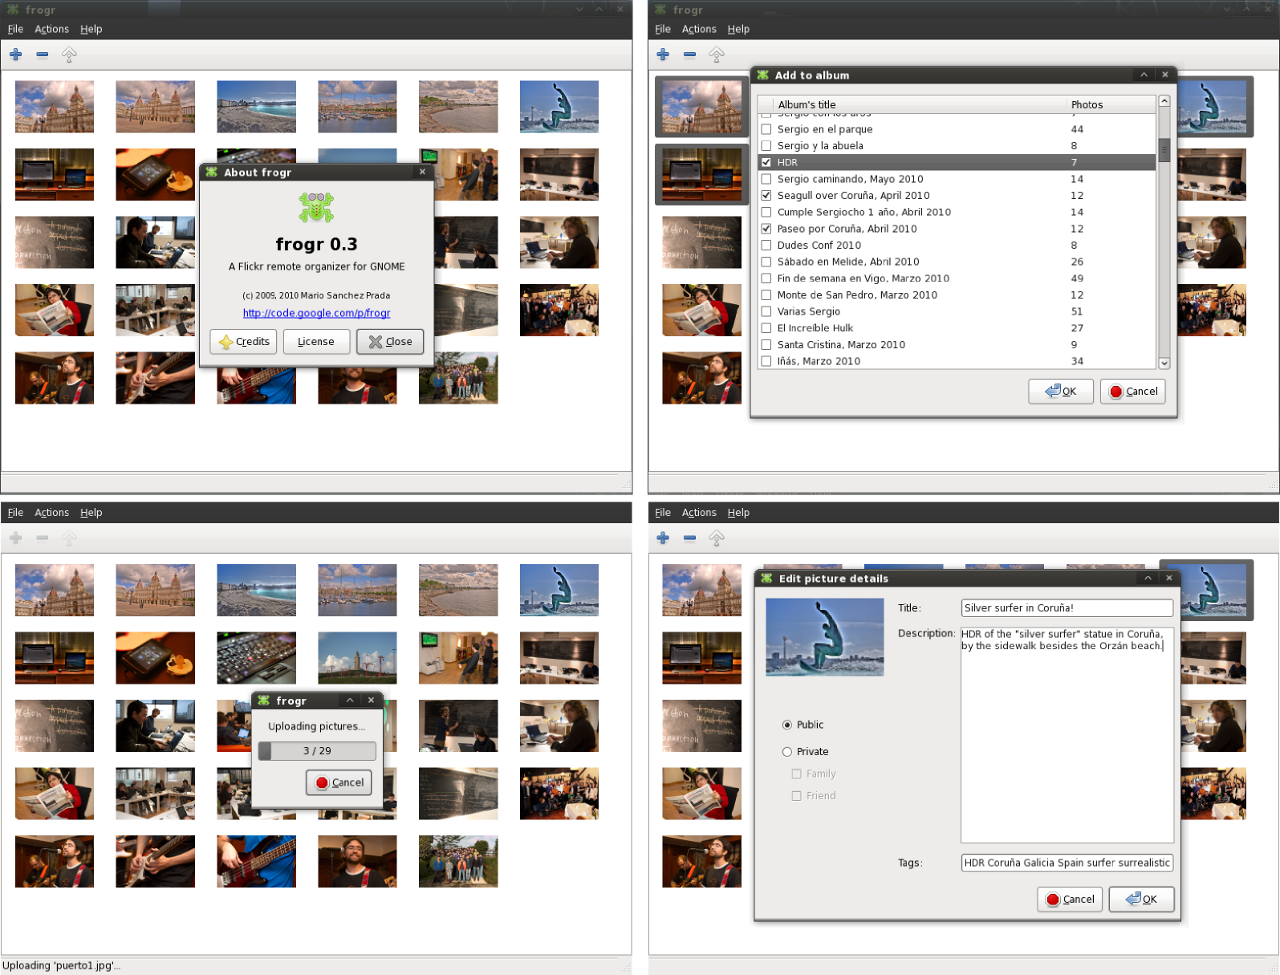 frogr
File Actions Help
About frogr
frogr 0.3
A Flickr remote organizer for GNOME
(c) 2009, 2010 Mario Sanchez Prada
http://code.google.com/p/frogr
Credits License Close
frogr
File Actions Help
Add to album
Album's title Photos
Sergio con los años 7
Sergio en el parque 44
Sergio y la abuela 8
HDR 7
Sergio caminando, Mayo 2010 14
Seagull over Coruña, April 2010 12
Cumple Sergiocho 1 año, Abril 2010 14
Paseo por Coruña, Abril 2010 12
Dudes Conf 2010 8
Sábado en Melide, Abril 2010 26
Fin de semana en Vigo, Marzo 2010 49
Monte de San Pedro, Marzo 2010 12
Varias Sergio 51
El Increíble Hulk 27
Santa Cristina, Marzo 2010 9
Iñás, Marzo 2010 34
OK Cancel
File Actions Help
frogr
Uploading pictures...
3 / 29
Cancel
Uploading 'puerto1.jpg'...
File Actions Help
Edit picture details
Title: Silver surfer in Coruña!
Description: HDR of the "silver surfer" statue in Coruña,
by the sidewalk besides the Orzán beach.
Public
Private
Family
Friend
Tags: HDR Coruña Galicia Spain surfer surrealistic
Cancel OK